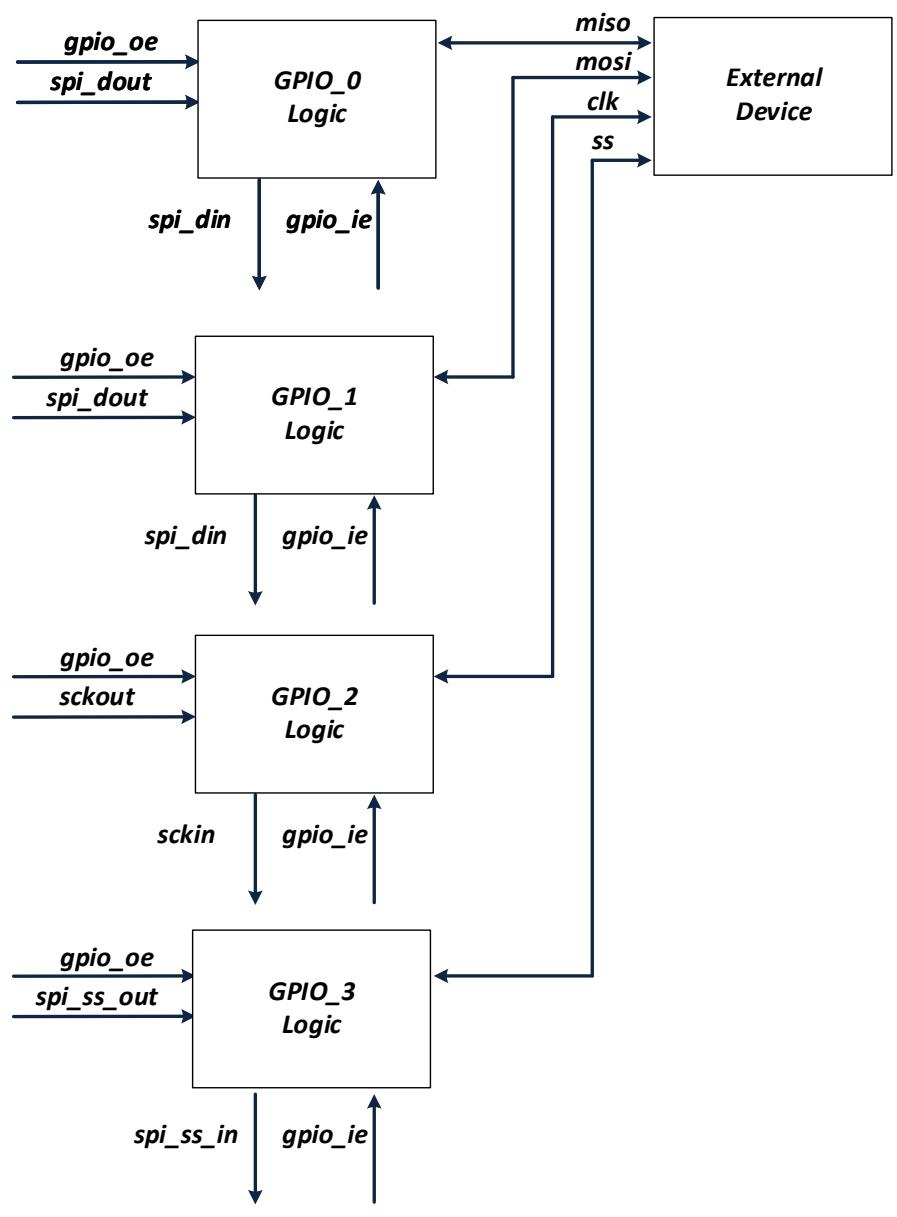 gpio_oe
spi_dout
GPIO_0
Logic
miso
mosi
clk
ss
External
Device
spi_din
gpio_ie
gpio_oe
spi_dout
GPIO_1
Logic
spi_din
gpio_ie
gpio_oe
sckout
GPIO_2
Logic
sckin
gpio_ie
gpio_oe
spi_ss_out
GPIO_3
Logic
spi_ss_in
gpio_ie